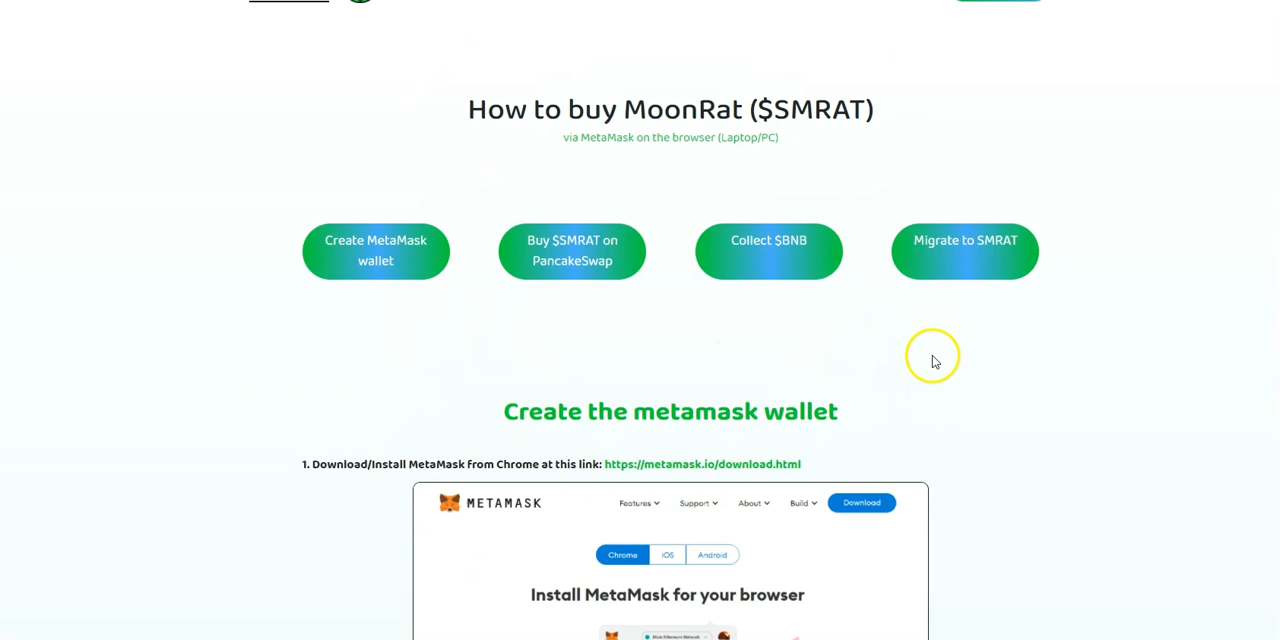 How to buy MoonRat ($SMRAT)
via MetaMask on the browser (Laptop/PC)
Create MetaMask wallet
Buy $SMRAT on PancakeSwap
Collect $BNB
Migrate to SMRAT
Create the metamask wallet
1. Download/Install MetaMask from Chrome at this link: https://metamask.io/download.html
METAMASK Features Support About Build Download
Chrome iOS Android
Install MetaMask for your browser